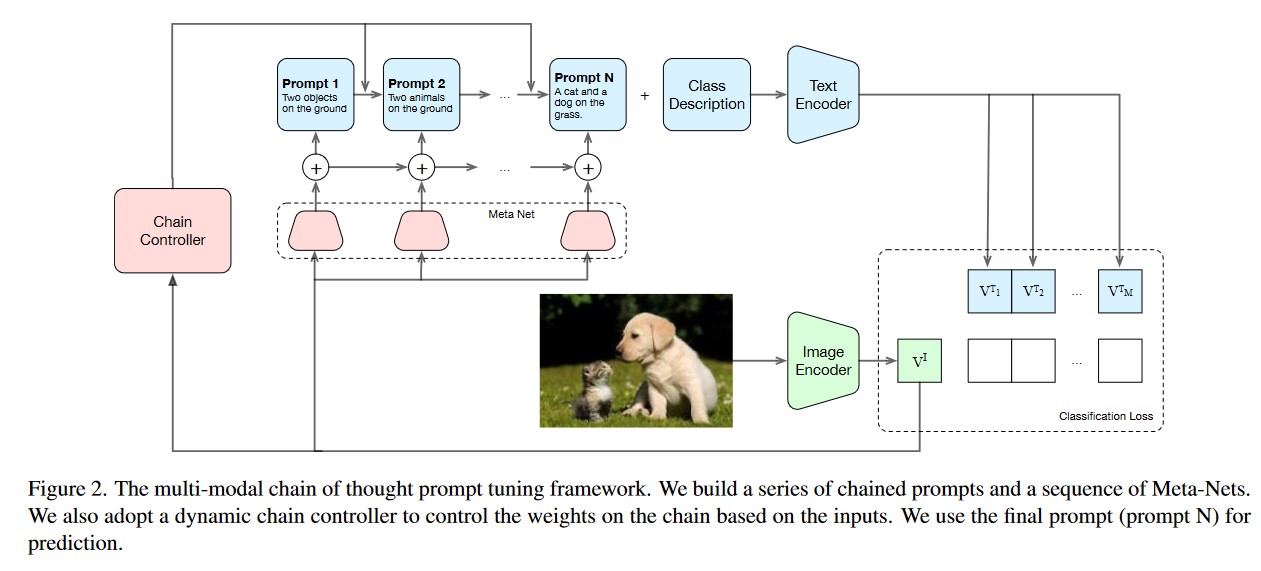 Prompt 1
Two objects
on the ground
Prompt 2
Two animals
on the ground
...
Prompt N
A cat and a
dog on the
grass.
+
Class
Description
Text
Encoder
+
+
...
+
Meta Net
Chain
Controller
Image
Encoder
V^I
V^T_1
V^T_2
...
V^T_M
...
Classification Loss
Figure 2. The multi-modal chain of thought prompt tuning framework. We build a series of chained prompts and a sequence of Meta-Nets.
We also adopt a dynamic chain controller to control the weights on the chain based on the inputs. We use the final prompt (prompt N) for
prediction.